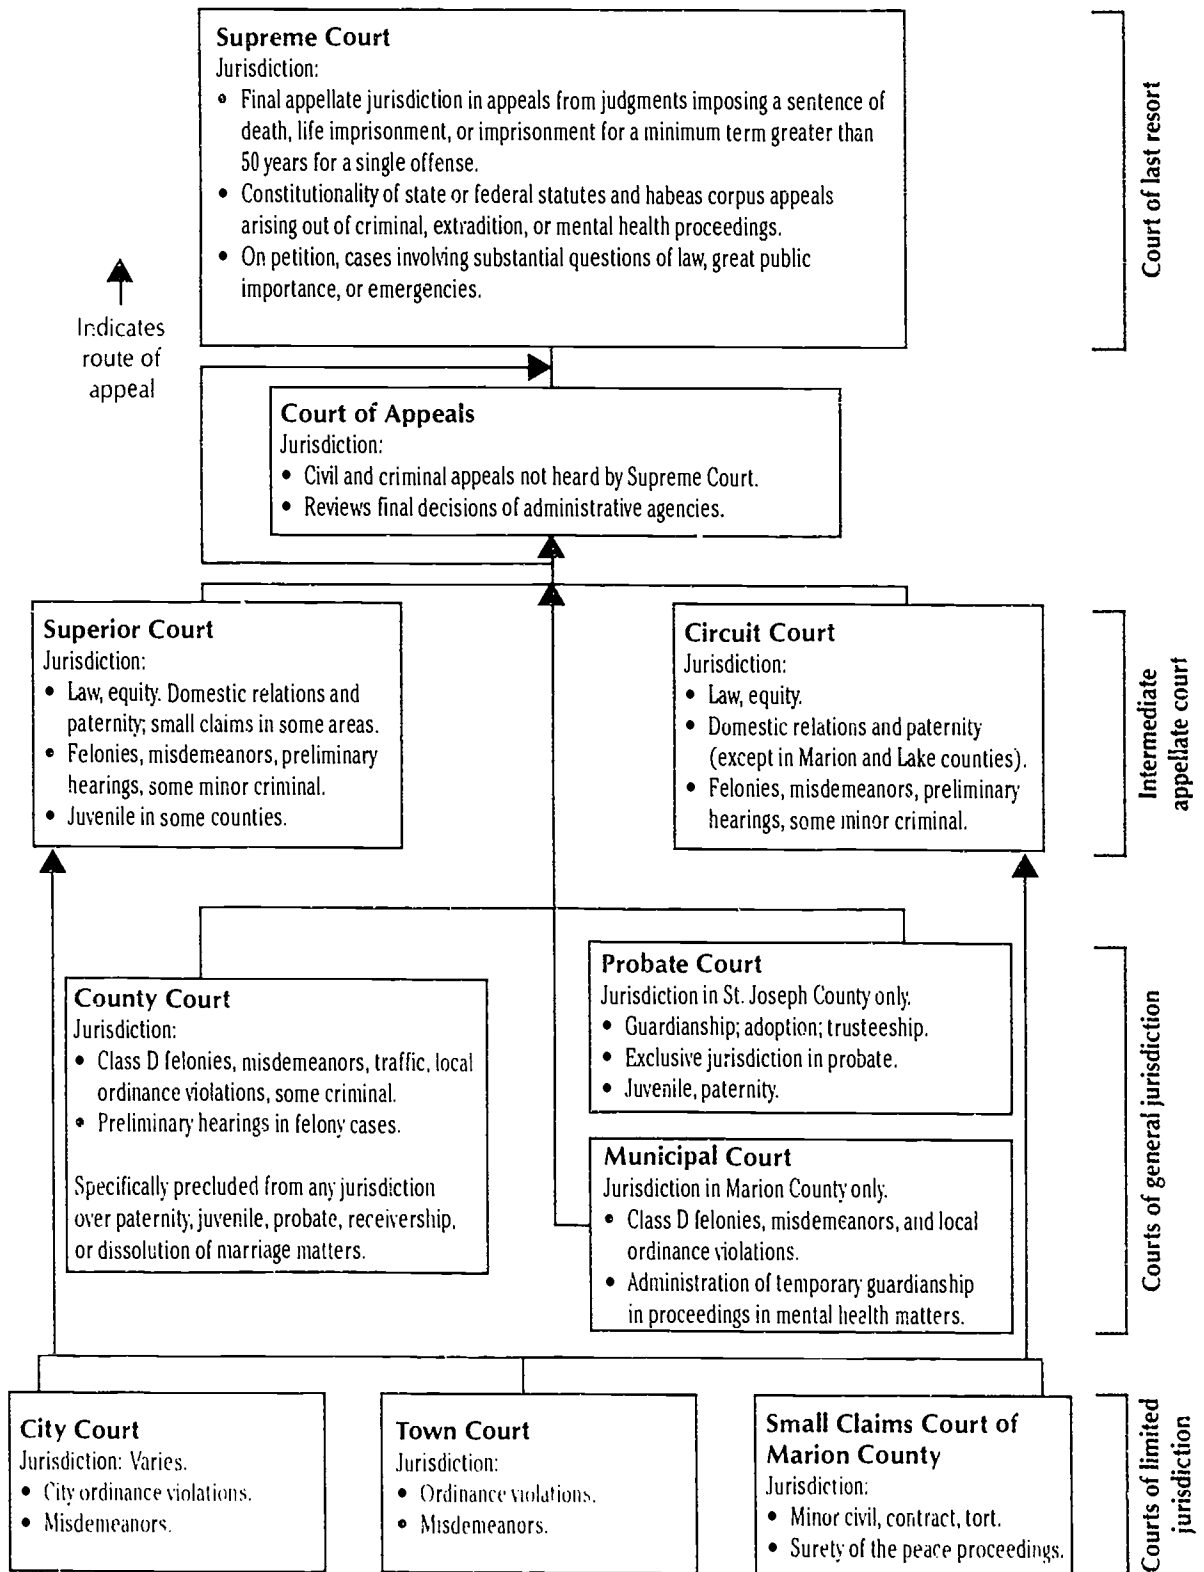 Supreme Court
Jurisdiction:
• Final appellate jurisdiction in appeals from judgments imposing a sentence of
death, life imprisonment, or imprisonment for a minimum term greater than
50 years for a single offense.
• Constitutionality of state or federal statutes and habeas corpus appeals
arising out of criminal, extradition, or mental health proceedings.
• On petition, cases involving substantial questions of law, great public
importance, or emergencies.
Court of last resort
Indicates
route of
appeal
Court of Appeals
Jurisdiction:
• Civil and criminal appeals not heard by Supreme Court.
• Reviews final decisions of administrative agencies.
Superior Court
Jurisdiction:
• Law, equity. Domestic relations and
paternity; small claims in some areas.
• Felonies, misdemeanors, preliminary
hearings, some minor criminal.
• Juvenile in some counties.
Circuit Court
Jurisdiction:
• Law, equity.
• Domestic relations and paternity
(except in Marion and Lake counties).
• Felonies, misdemeanors, preliminary
hearings, some minor criminal.
Intermediate
appellate court
County Court
Jurisdiction:
• Class D felonies, misdemeanors, traffic, local
ordinance violations, some criminal.
• Preliminary hearings in felony cases.
Specifically precluded from any jurisdiction
over paternity, juvenile, probate, receivership,
or dissolution of marriage matters.
Probate Court
Jurisdiction in St. Joseph County only.
• Guardianship; adoption; trusteeship.
• Exclusive jurisdiction in probate.
• Juvenile, paternity.
Municipal Court
Jurisdiction in Marion County only.
• Class D felonies, misdemeanors, and local
ordinance violations.
• Administration of temporary guardianship
in proceedings in mental health matters.
Courts of general jurisdiction
City Court
Jurisdiction: Varies.
• City ordinance violations.
• Misdemeanors.
Town Court
Jurisdiction:
• Ordinance violations.
• Misdemeanors.
Small Claims Court of
Marion County
Jurisdiction:
• Minor civil, contract, tort.
• Surety of the peace proceedings.
Courts of limited
jurisdiction